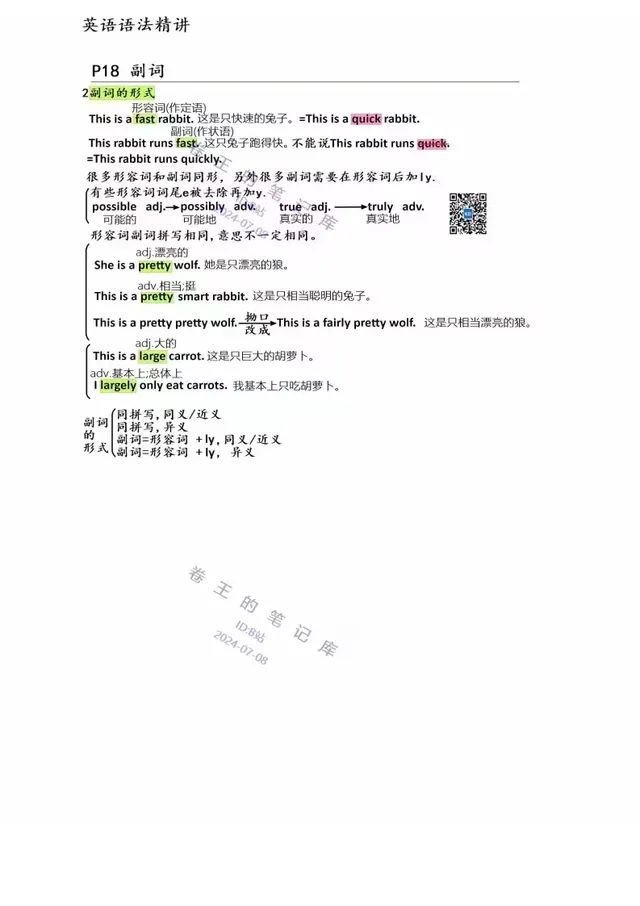 英语语法精讲
P18 副词
2副词的形式
形容词(作定语)
This is a fast rabbit. 这是只快速的兔子。=This is a quick rabbit.
副词(作状语)
This rabbit runs fast. 这只兔子跑得快。不能说This rabbit runs quick.
=This rabbit runs quickly.
很多形容词和副词同形，另外很多副词需要在形容词后加ly.
有些形容词词尾e被去除再加y.
possible adj.→possibly adv. true adj.→truly adv.
可能的 可能地 真实的 真实地
形容词副词拼写相同,意思不一定相同。
adj.漂亮的
She is a pretty wolf. 她是只漂亮的狼。
adv.相当;挺
This is a pretty smart rabbit. 这是只相当聪明的兔子。
This is a pretty pretty wolf. 拗口改成→This is a fairly pretty wolf. 这是只相当漂亮的狼。
adj.大的
This is a large carrot. 这是只巨大的胡萝卜。
adv.基本上;总体上
I largely only eat carrots. 我基本上只吃胡萝卜。
副词的形式
同拼写,同义/近义
同拼写,异义
副词=形容词 +ly,同义/近义
副词=形容词 +ly, 异义
卷王的笔记库
ID:B站
2024-07-08
卷王的笔记库
ID:B站
2024-07-08